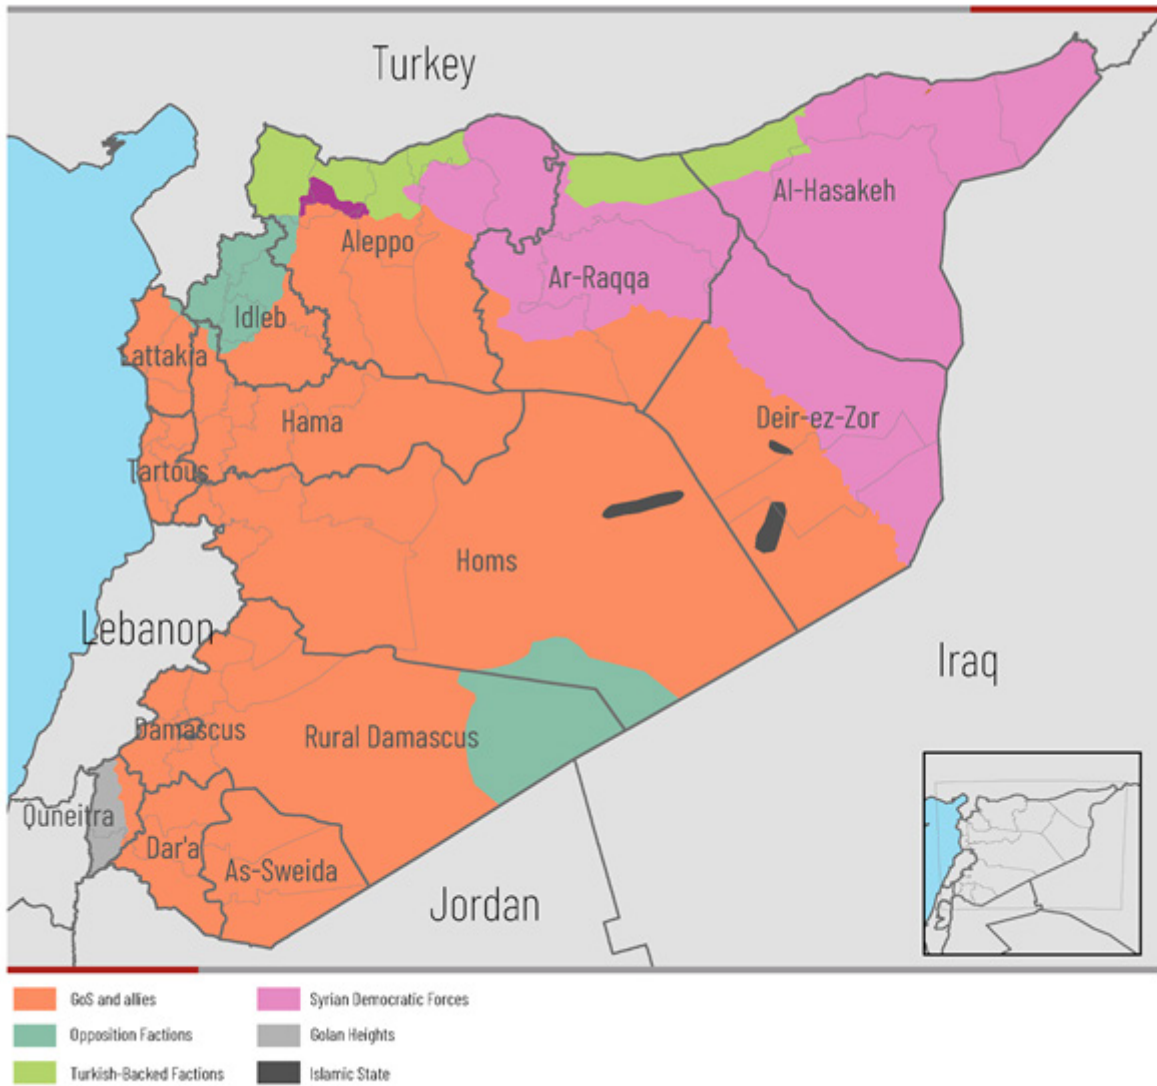 Turkey
Al-Hasakeh
Aleppo
Ar-Raqqa
Idleb
Lattakia
Deir-ez-Zor
Hama
Tartous
Homs
Lebanon
Iraq
Damascus
Rural Damascus
Quneitra
Dar'a
As-Sweida
Jordan
GoS and allies
Syrian Democratic Forces
Opposition Factions
Golan Heights
Turkish-Backed Factions
Islamic State